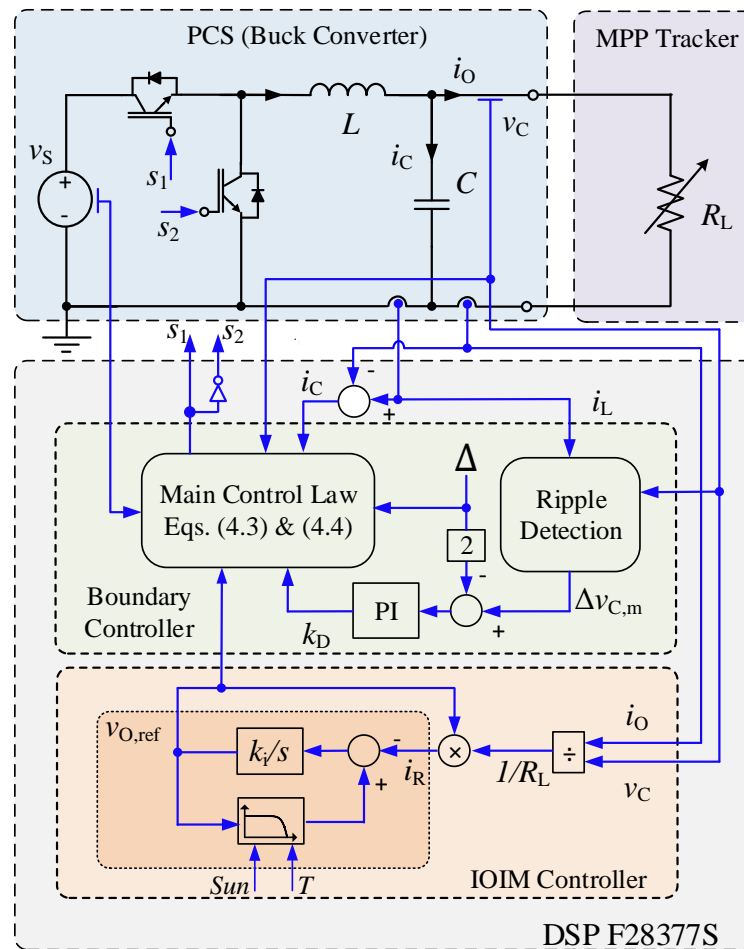 PCS (Buck Converter)
MPP Tracker
iO
vC
L
iC
C
vS
+
-
s1
s2
RL
s1
s2
iC
-
+
iL
Δ
Main Control Law
Eqs. (4.3) & (4.4)
Ripple
Detection
2
-
PI
+
ΔvC,m
kD
Boundary
Controller
vO,ref
ki/s
-
+
iR
×
1/RL
÷
iO
vC
Sun
T
IOIM Controller
DSP F28377S